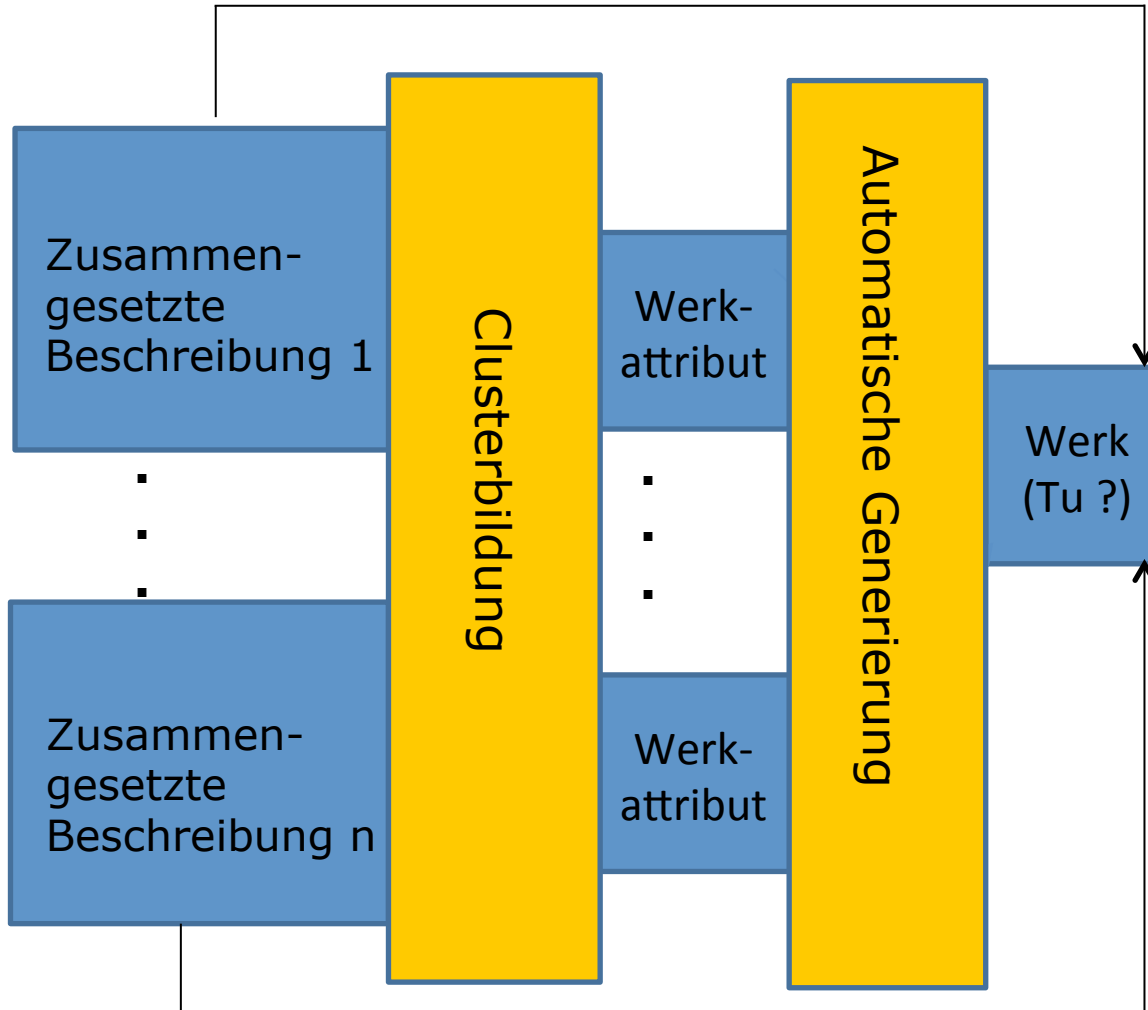 Zusammen-
gesetzte
Beschreibung 1
Zusammen-
gesetzte
Beschreibung n
Clusterbildung
Werk-
attribut
Werk-
attribut
Automatische Generierung
Werk
(Tu ?)